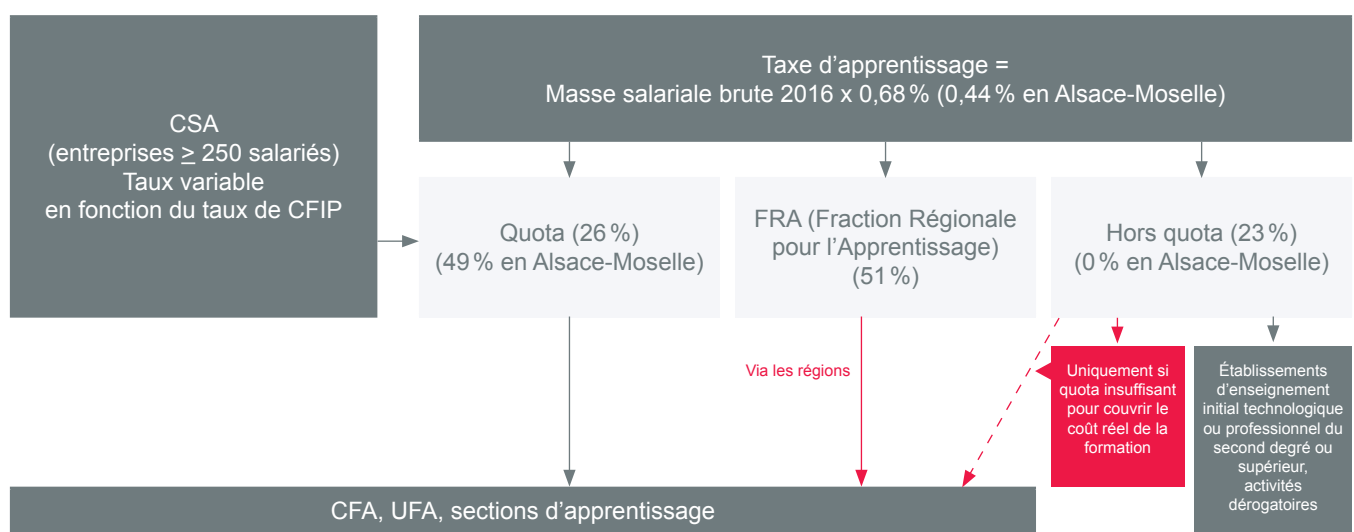 CSA
(entreprises ≥ 250 salariés)
Taux variable
en fonction du taux de CFIP
Taxe d'apprentissage =
Masse salariale brute 2016 x 0,68 % (0,44 % en Alsace-Moselle)
Quota (26 %)
(49 % en Alsace-Moselle)
FRA (Fraction Régionale
pour l'Apprentissage)
(51 %)
Hors quota (23 %)
(0 % en Alsace-Moselle)
Via les régions
Uniquement si
quota insuffisant
pour couvrir le
coût réel de la
formation
Établissements
d'enseignement
initial technologique
ou professionnel du
second degré ou
supérieur,
activités
dérogatoires
CFA, UFA, sections d'apprentissage